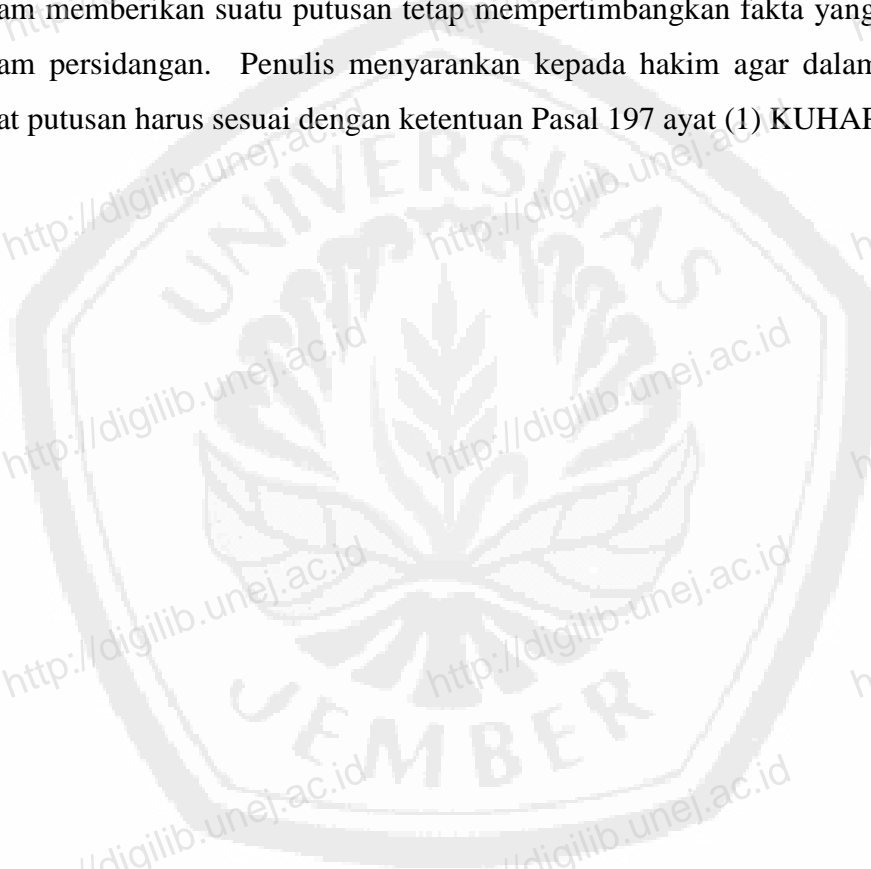 am memberikan suatu putusan tetap mempertimbangkan fakta yang
am persidangan. Penulis menyarankan kepada hakim agar dalam
at putusan harus sesuai dengan ketentuan Pasal 197 ayat (1) KUHAP
http://digilib.unej.ac.id
http://digilib.unej.ac.id
UNIVERSITAS
http://digilib.unej.ac.id
http://digilib.unej.ac.id
http://digilib.unej.ac.id
http://digilib.unej.ac.id
JEMBER
http://digilib.unej.ac.id
http://digilib.unej.ac.id